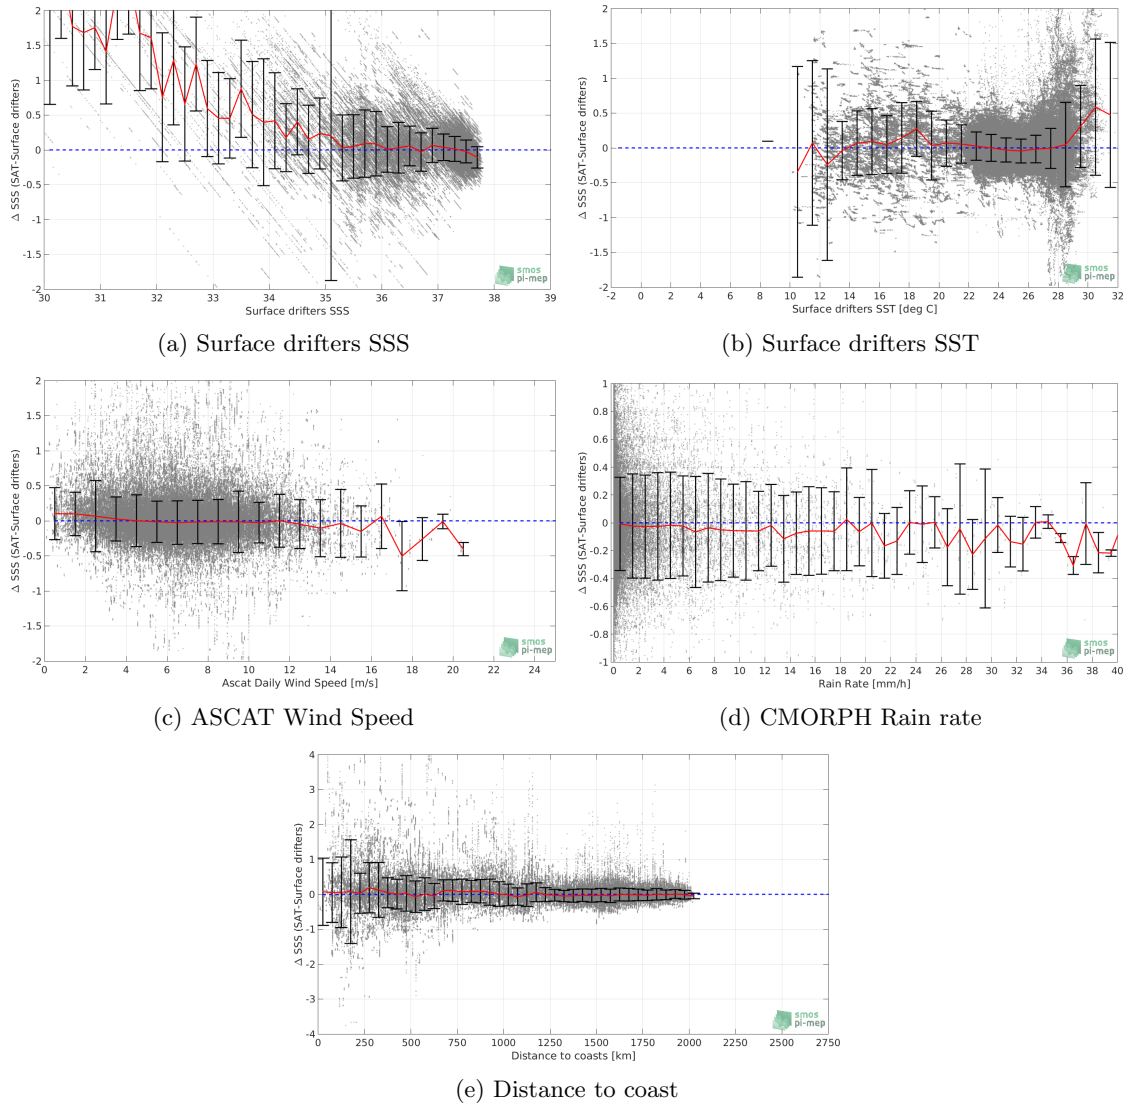 2
1.5
1
0.5
0
-0.5
-1
-1.5
-2
Δ SSS (SAT-Surface drifters)
30 31 32 33 34 35 36 37 38 39
Surface drifters SSS
smos
pi-mep
(a) Surface drifters SSS
2
1.5
1
0.5
0
-0.5
-1
-1.5
-2
Δ SSS (SAT-Surface drifters)
-2 0 2 4 6 8 10 12 14 16 18 20 22 24 26 28 30 32
Surface drifters SST [deg C]
smos
pi-mep
(b) Surface drifters SST
2
1.5
1
0.5
0
-0.5
-1
-1.5
-2
Δ SSS (SAT-Surface drifters)
0 2 4 6 8 10 12 14 16 18 20 22 24
Ascat Daily Wind Speed [m/s]
smos
pi-mep
(c) ASCAT Wind Speed
1
0.8
0.6
0.4
0.2
0
-0.2
-0.4
-0.6
-0.8
-1
Δ SSS (SAT-Surface drifters)
0 2 4 6 8 10 12 14 16 18 20 22 24 26 28 30 32 34 36 38 40
Rain Rate [mm/h]
smos
pi-mep
(d) CMORPH Rain rate
4
3
2
1
0
-1
-2
-3
-4
Δ SSS (SAT-Surface drifters)
0 250 500 750 1000 1250 1500 1750 2000 2250 2500 2750
Distance to coasts [km]
smos
pi-mep
(e) Distance to coast